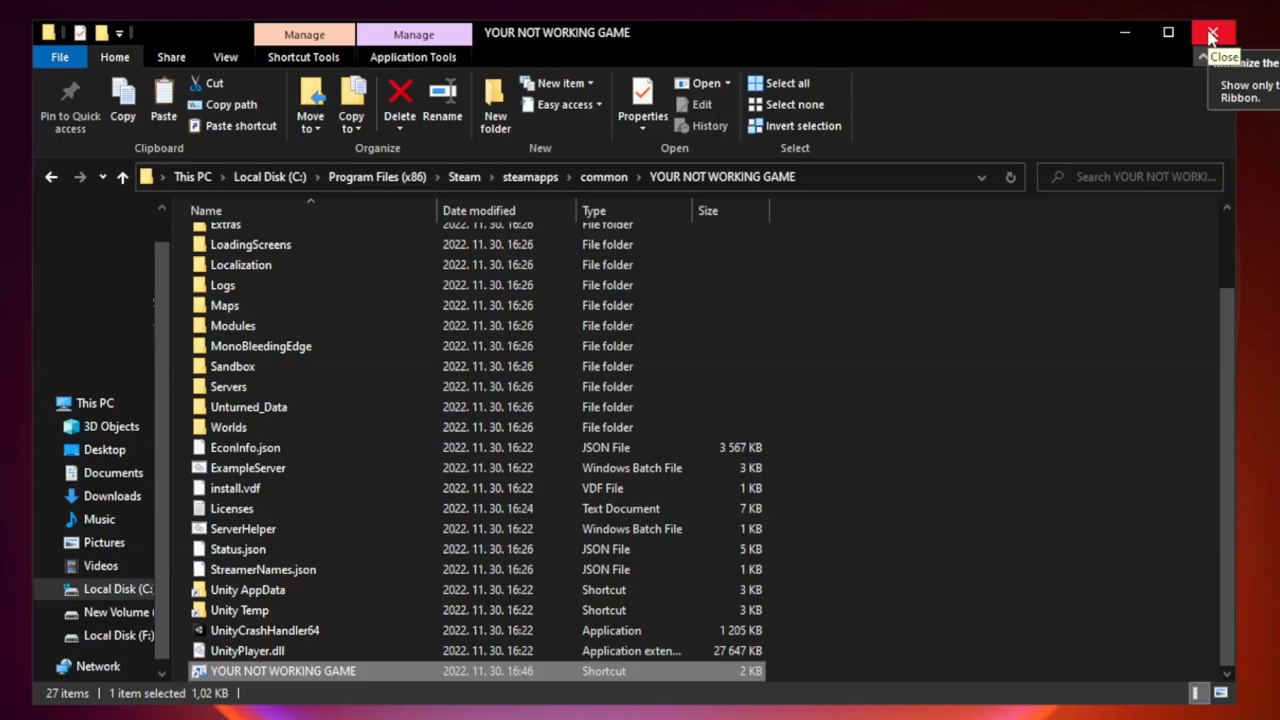 Manage
Manage
YOUR NOT WORKING GAME
File
Home
Share
View
Shortcut Tools
Application Tools
Close
Show only t
Ribbon.
Pin to Quick
access
Copy
Paste
Cut
Copy path
Paste shortcut
Move
to
Copy
to
Delete
Rename
New
folder
New item
Easy access
Properties
Open
Edit
History
Select all
Select none
Invert selection
Clipboard
Organize
New
Open
Select
This PC
Local Disk (C:)
Program Files (x86)
Steam
steamapps
common
YOUR NOT WORKING GAME
Search YOUR NOT WORKI...
Name
Date modified
Type
Size
Extras 2022. 11. 30. 16:26 File folder
LoadingScreens 2022. 11. 30. 16:26 File folder
Localization 2022. 11. 30. 16:26 File folder
Logs 2022. 11. 30. 16:26 File folder
Maps 2022. 11. 30. 16:26 File folder
Modules 2022. 11. 30. 16:26 File folder
MonoBleedingEdge 2022. 11. 30. 16:26 File folder
Sandbox 2022. 11. 30. 16:26 File folder
Servers 2022. 11. 30. 16:26 File folder
Unturned_Data 2022. 11. 30. 16:26 File folder
Worlds 2022. 11. 30. 16:26 File folder
EconInfo.json 2022. 11. 30. 16:22 JSON File 3 567 KB
ExampleServer 2022. 11. 30. 16:22 Windows Batch File 3 KB
install.vdf 2022. 11. 30. 16:22 VDF File 1 KB
Licenses 2022. 11. 30. 16:24 Text Document 7 KB
ServerHelper 2022. 11. 30. 16:22 Windows Batch File 1 KB
Status.json 2022. 11. 30. 16:26 JSON File 5 KB
StreamerNames.json 2022. 11. 30. 16:26 JSON File 1 KB
Unity AppData 2022. 11. 30. 16:22 Shortcut 3 KB
Unity Temp 2022. 11. 30. 16:22 Shortcut 3 KB
UnityCrashHandler64 2022. 11. 30. 16:22 Application 1 205 KB
UnityPlayer.dll 2022. 11. 30. 16:22 Application exten... 27 647 KB
YOUR NOT WORKING GAME 2022. 11. 30. 16:46 Shortcut 2 KB
This PC
3D Objects
Desktop
Documents
Downloads
Music
Pictures
Videos
Local Disk (C:
New Volume (
Local Disk (F:)
Network
27 items
1 item selected 1,02 KB